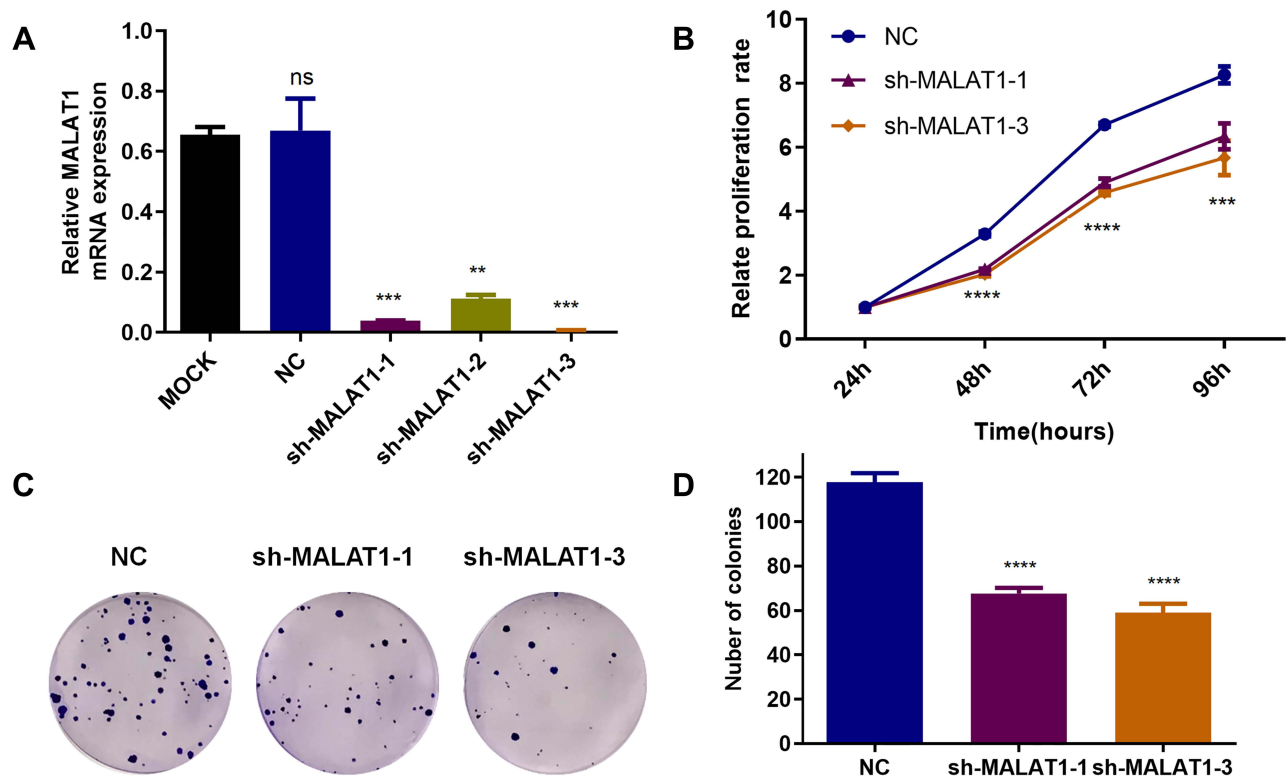 A
Relative MALAT1
mRNA expression
1.0
0.8
0.6
0.4
0.2
0.0
ns
***
**
***
MOCK
NC
sh-MALAT1-1
sh-MALAT1-2
sh-MALAT1-3
B
Relate proliferation rate
10
8
6
4
2
0
NC
sh-MALAT1-1
sh-MALAT1-3
****
****
***
24h
48h
72h
96h
Time(hours)
C
NC
sh-MALAT1-1
sh-MALAT1-3
D
Nuber of colonies
120
100
80
60
40
20
0
****
****
NC
sh-MALAT1-1
sh-MALAT1-3